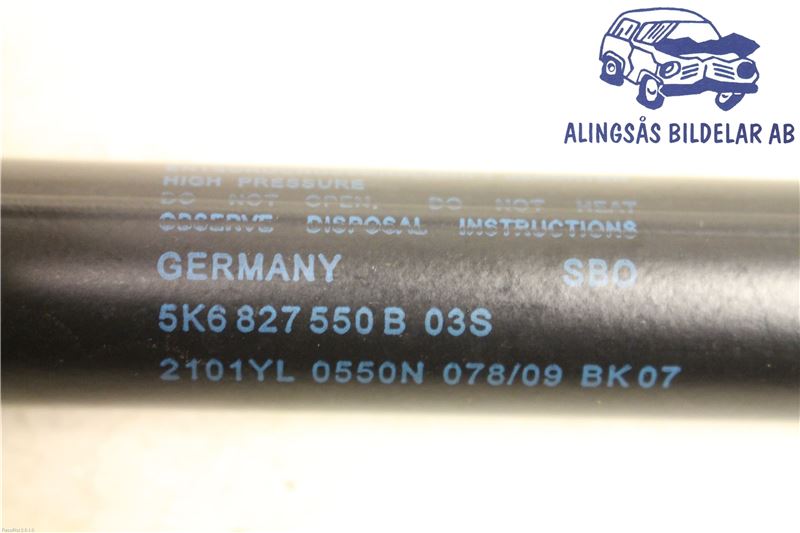 ALINGSÅS BILDELAR AB
HIGH PRESSURE
DO NOT OPEN. DO NOT HEAT
OBSERVE DISPOSAL INSTRUCTIONS
GERMANY SBO
5K6 827 550 B 03S
2101YL 0550N 078/09 BK07